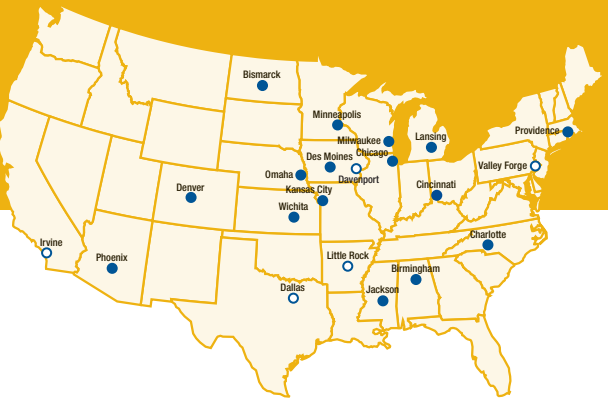 Bismarck
Minneapolis
Milwaukee
Lansing
Providence
Chicago
Des Moines
Valley Forge
Omaha
Davenport
Denver
Kansas City
Cincinnati
Wichita
Charlotte
Irvine
Phoenix
Little Rock
Birmingham
Dallas
Jackson